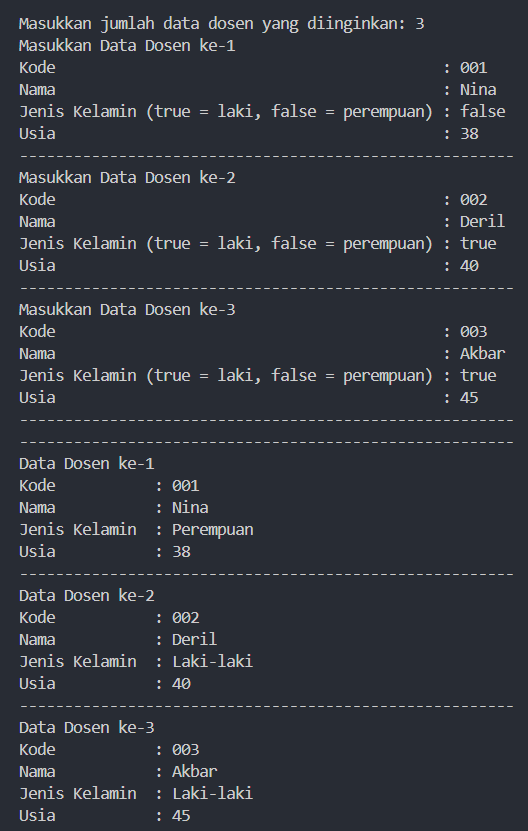 Masukkan jumlah data dosen yang diinginkan: 3
Masukkan Data Dosen ke-1
Kode                                           : 001
Nama                                           : Nina
Jenis Kelamin (true = laki, false = perempuan) : false
Usia                                           : 38
-------------------------------------------------------
Masukkan Data Dosen ke-2
Kode                                           : 002
Nama                                           : Deril
Jenis Kelamin (true = laki, false = perempuan) : true
Usia                                           : 40
-------------------------------------------------------
Masukkan Data Dosen ke-3
Kode                                           : 003
Nama                                           : Akbar
Jenis Kelamin (true = laki, false = perempuan) : true
Usia                                           : 45
-------------------------------------------------------
-------------------------------------------------------
Data Dosen ke-1
Kode           : 001
Nama           : Nina
Jenis Kelamin  : Perempuan
Usia           : 38
-------------------------------------------------------
Data Dosen ke-2
Kode           : 002
Nama           : Deril
Jenis Kelamin  : Laki-laki
Usia           : 40
-------------------------------------------------------
Data Dosen ke-3
Kode           : 003
Nama           : Akbar
Jenis Kelamin  : Laki-laki
Usia           : 45